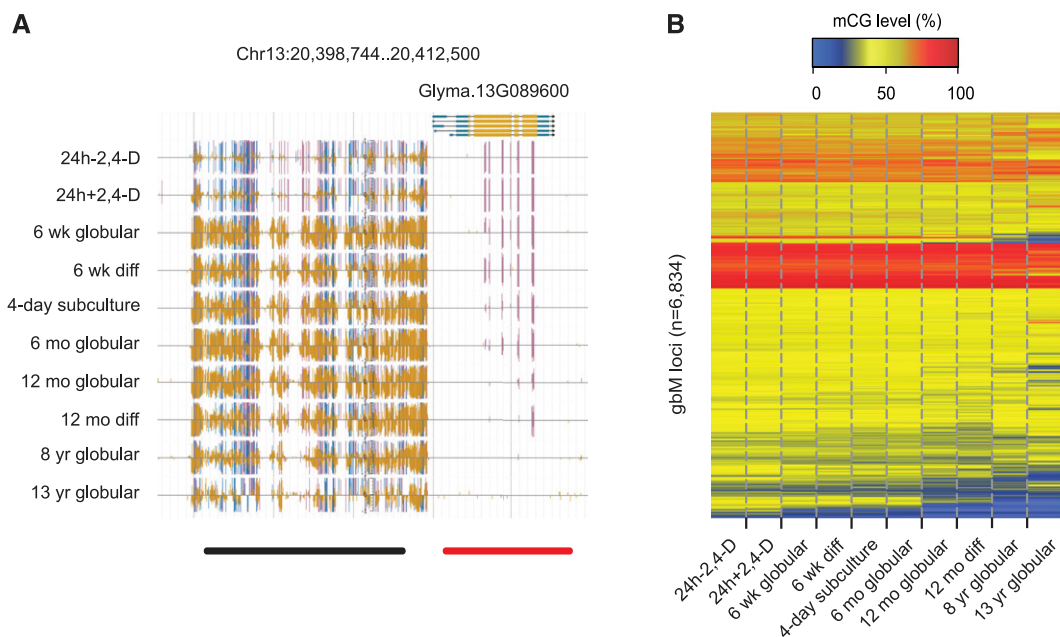 A
Chr13:20,398,744..20,412,500
Glyma.13G089600
24h-2,4-D
24h+2,4-D
6 wk globular
6 wk diff
4-day subculture
6 mo globular
12 mo globular
12 mo diff
8 yr globular
13 yr globular
B
mCG level (%)
0 50 100
gbM loci (n=6,834)
24h-2,4-D
24h+2,4-D
6 wk globular
6 wk diff
4-day subculture
6 mo globular
12 mo globular
12 mo diff
8 yr globular
13 yr globular